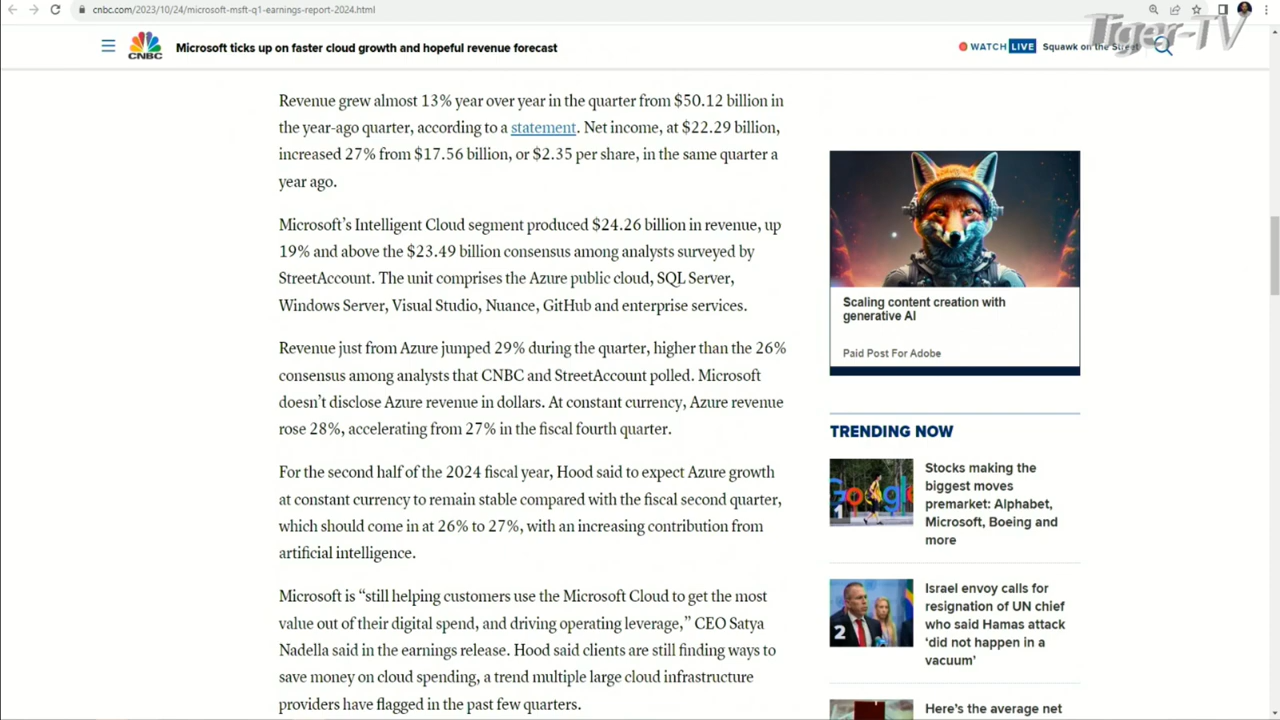 cnbc.com/2023/10/24/microsoft-msft-q1-earnings-report-2024.html
Tiger-TV
CNBC
Microsoft ticks up on faster cloud growth and hopeful revenue forecast
WATCH LIVE Squawk on the Street
Revenue grew almost 13% year over year in the quarter from $50.12 billion in
the year-ago quarter, according to a statement. Net income, at $22.29 billion,
increased 27% from $17.56 billion, or $2.35 per share, in the same quarter a
year ago.
Microsoft’s Intelligent Cloud segment produced $24.26 billion in revenue, up
19% and above the $23.49 billion consensus among analysts surveyed by
StreetAccount. The unit comprises the Azure public cloud, SQL Server,
Windows Server, Visual Studio, Nuance, GitHub and enterprise services.
Revenue just from Azure jumped 29% during the quarter, higher than the 26%
consensus among analysts that CNBC and StreetAccount polled. Microsoft
doesn’t disclose Azure revenue in dollars. At constant currency, Azure revenue
rose 28%, accelerating from 27% in the fiscal fourth quarter.
For the second half of the 2024 fiscal year, Hood said to expect Azure growth
at constant currency to remain stable compared with the fiscal second quarter,
which should come in at 26% to 27%, with an increasing contribution from
artificial intelligence.
Microsoft is “still helping customers use the Microsoft Cloud to get the most
value out of their digital spend, and driving operating leverage,” CEO Satya
Nadella said in the earnings release. Hood said clients are still finding ways to
save money on cloud spending, a trend multiple large cloud infrastructure
providers have flagged in the past few quarters.
Scaling content creation with
generative AI
Paid Post For Adobe
TRENDING NOW
Google
1
Stocks making the
biggest moves
premarket: Alphabet,
Microsoft, Boeing and
more
2
Israel envoy calls for
resignation of UN chief
who said Hamas attack
‘did not happen in a
vacuum’
Here’s the average net